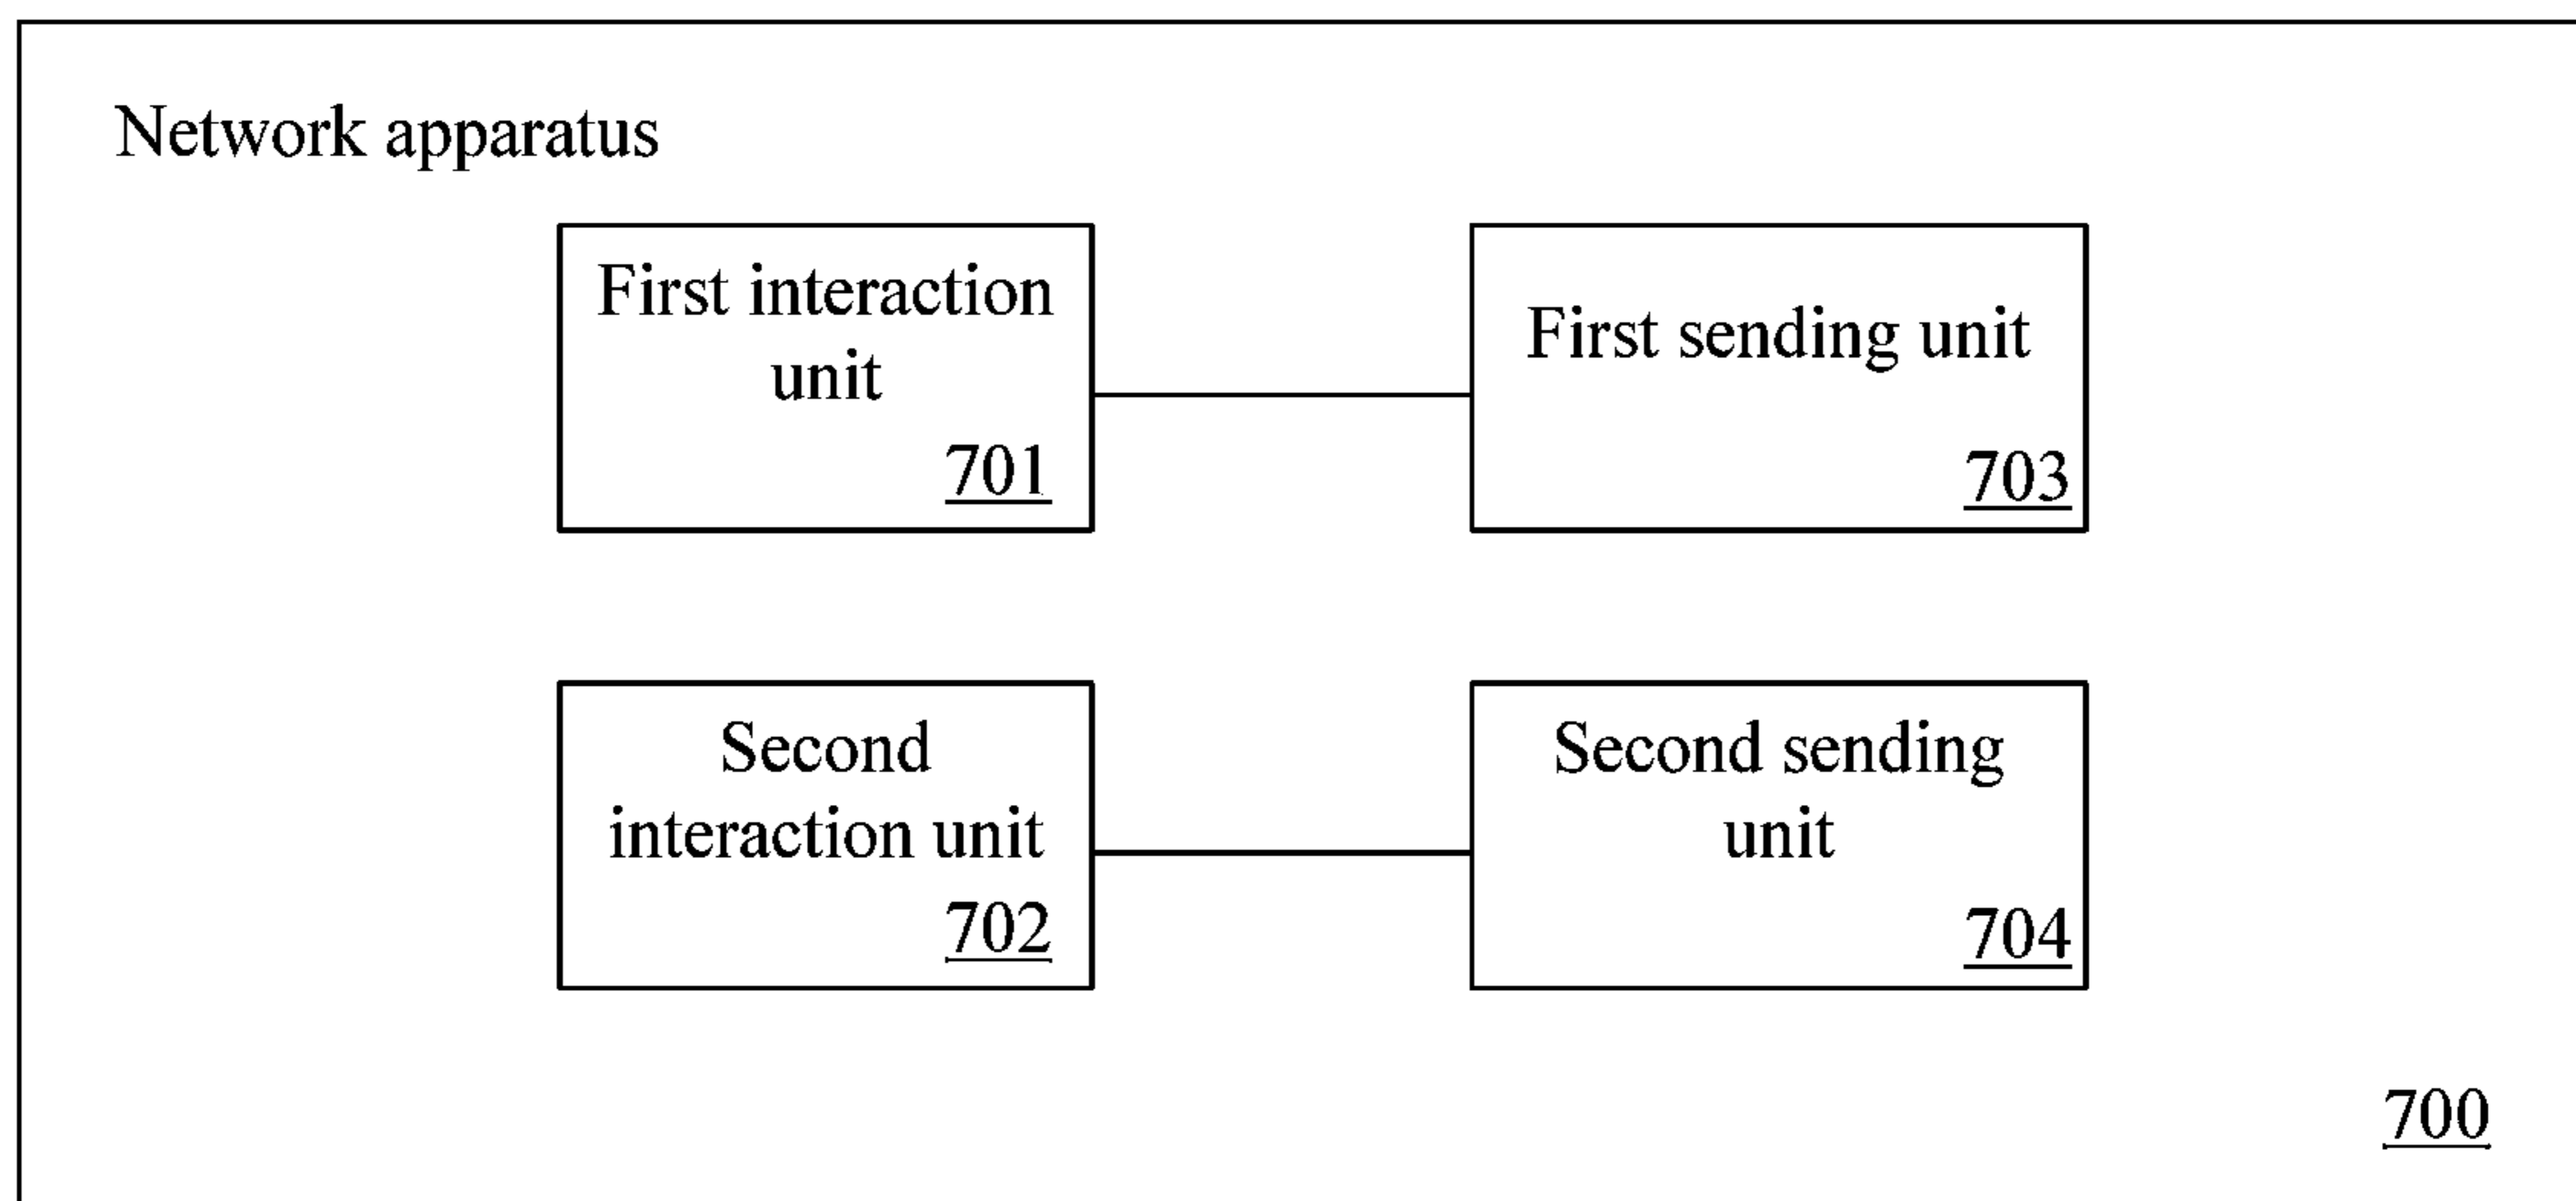 Network apparatus
First interaction
unit
701
First sending unit
703
Second
interaction unit
702
Second sending
unit
704
700